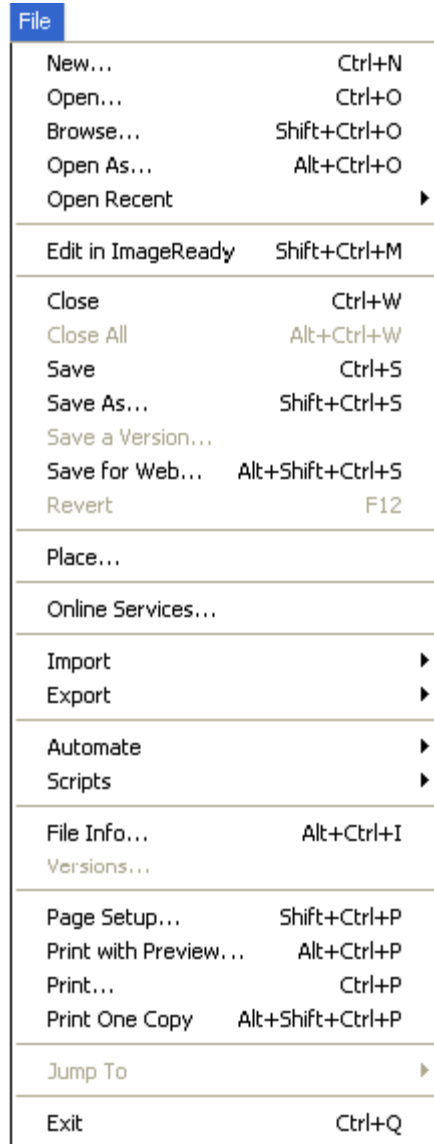 File
New... Ctrl+N
Open... Ctrl+O
Browse... Shift+Ctrl+O
Open As... Alt+Ctrl+O
Open Recent
Edit in ImageReady Shift+Ctrl+M
Close Ctrl+W
Close All Alt+Ctrl+W
Save Ctrl+S
Save As... Shift+Ctrl+S
Save a Version...
Save for Web... Alt+Shift+Ctrl+S
Revert F12
Place...
Online Services...
Import
Export
Automate
Scripts
File Info... Alt+Ctrl+I
Versions...
Page Setup... Shift+Ctrl+P
Print with Preview... Alt+Ctrl+P
Print... Ctrl+P
Print One Copy Alt+Shift+Ctrl+P
Jump To
Exit Ctrl+Q